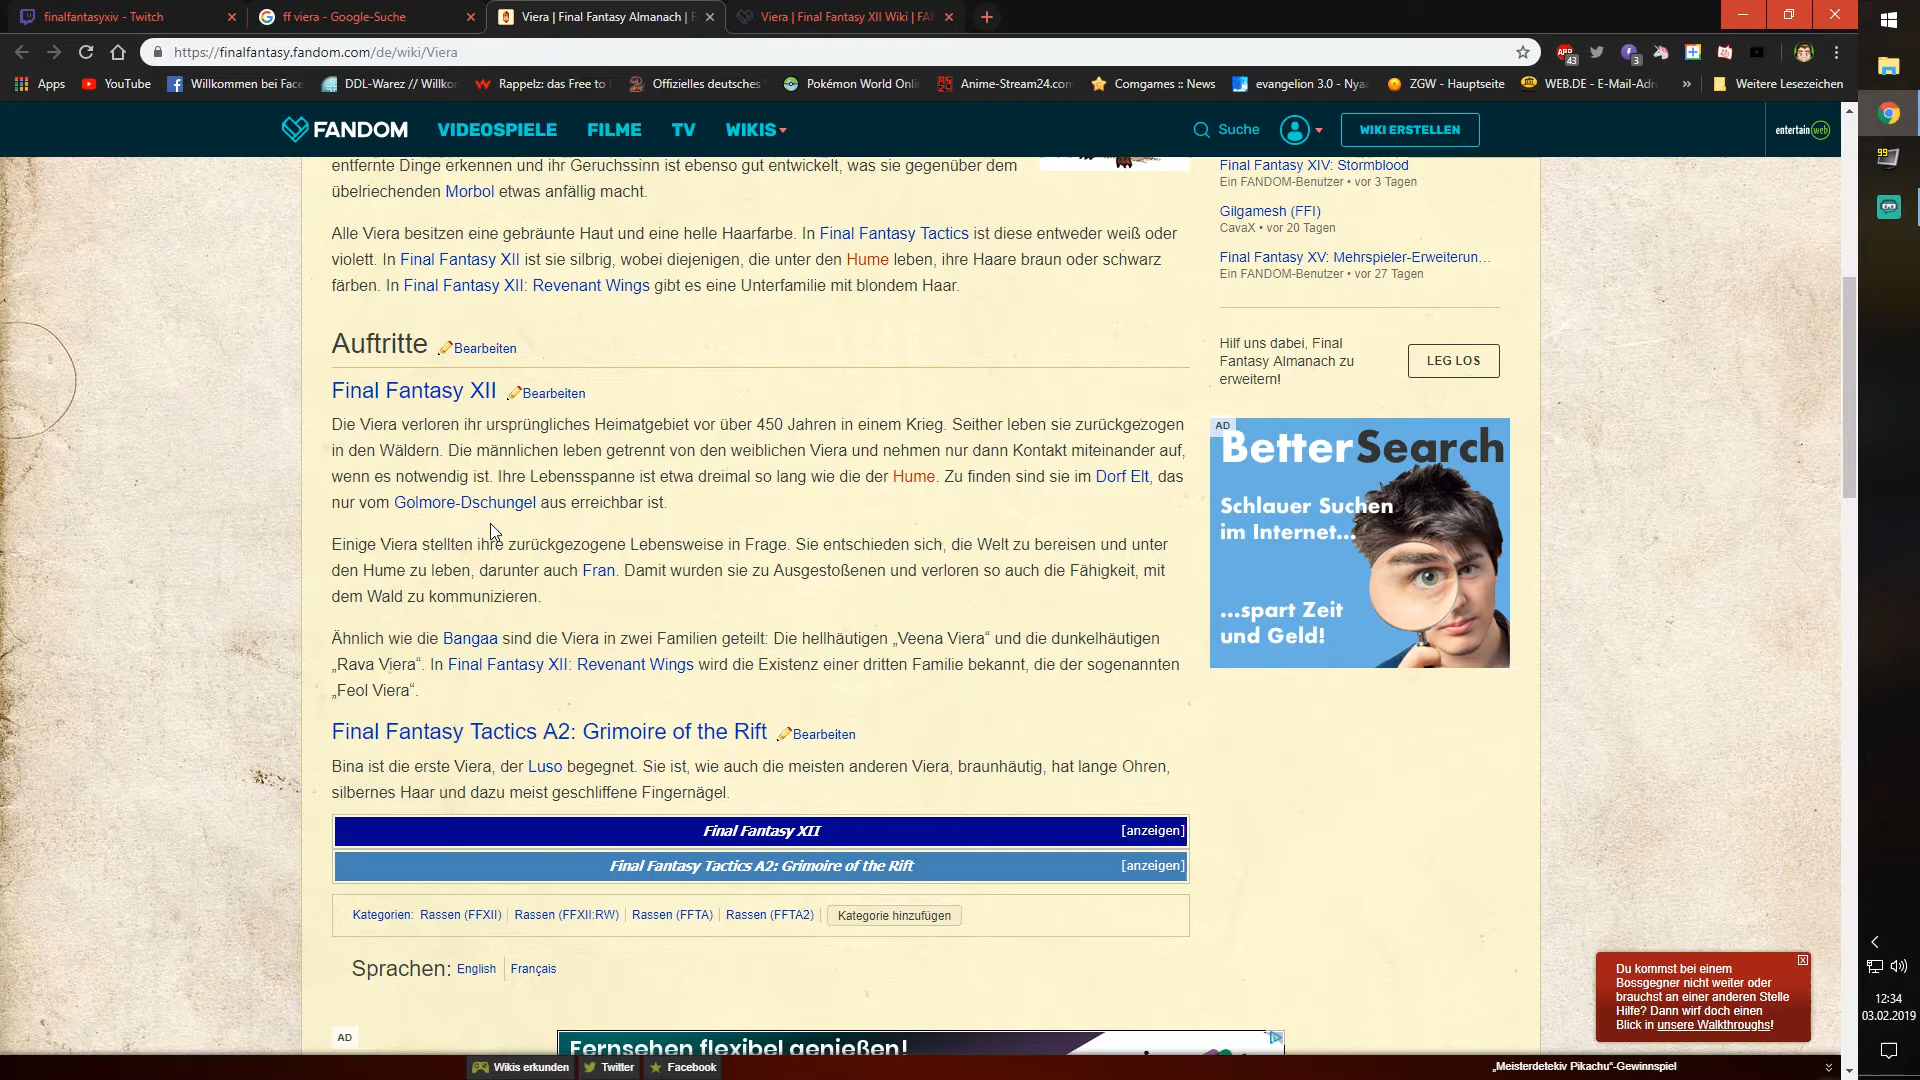 finalfantasyxiv - Twitch
ff viera - Google-Suche
Viera | Final Fantasy Almanach | F
Viera | Final Fantasy XII Wiki | FA
https://finalfantasy.fandom.com/de/wiki/Viera
43
3
Apps
YouTube
Willkommen bei Face
DDL-Warez // Willko
Rappelz: das Free to
Offizielles deutsches
Pokémon World Onli
Anime-Stream24.com
Comgames :: News
evangelion 3.0 - Nya
ZGW - Hauptseite
WEB.DE - E-Mail-Adr
»
Weitere Lesezeichen
FANDOM
VIDEOSPIELE
FILME
TV
WIKIS
Suche
WIKI ERSTELLEN
entertainweb
99
entfernte Dinge erkennen und ihr Geruchssinn ist ebenso gut entwickelt, was sie gegenüber dem
übelriechenden Morbol etwas anfällig macht.
Alle Viera besitzen eine gebräunte Haut und eine helle Haarfarbe. In Final Fantasy Tactics ist diese entweder weiß oder
violett. In Final Fantasy XII ist sie silbrig, wobei diejenigen, die unter den Hume leben, ihre Haare braun oder schwarz
färben. In Final Fantasy XII: Revenant Wings gibt es eine Unterfamilie mit blondem Haar.
Auftritte Bearbeiten
Final Fantasy XII Bearbeiten
Die Viera verloren ihr ursprüngliches Heimatgebiet vor über 450 Jahren in einem Krieg. Seither leben sie zurückgezogen
in den Wäldern. Die männlichen leben getrennt von den weiblichen Viera und nehmen nur dann Kontakt miteinander auf,
wenn es notwendig ist. Ihre Lebensspanne ist etwa dreimal so lang wie die der Hume. Zu finden sind sie im Dorf Elt, das
nur vom Golmore-Dschungel aus erreichbar ist.
Einige Viera stellten ihre zurückgezogene Lebensweise in Frage. Sie entschieden sich, die Welt zu bereisen und unter
den Hume zu leben, darunter auch Fran. Damit wurden sie zu Ausgestoßenen und verloren so auch die Fähigkeit, mit
dem Wald zu kommunizieren.
Ähnlich wie die Bangaa sind die Viera in zwei Familien geteilt: Die hellhäutigen „Veena Viera“ und die dunkelhäutigen
„Rava Viera“. In Final Fantasy XII: Revenant Wings wird die Existenz einer dritten Familie bekannt, die der sogenannten
„Feol Viera“.
Final Fantasy Tactics A2: Grimoire of the Rift Bearbeiten
Bina ist die erste Viera, der Luso begegnet. Sie ist, wie auch die meisten anderen Viera, braunhäutig, hat lange Ohren,
silbernes Haar und dazu meist geschliffene Fingernägel.
Final Fantasy XII [anzeigen]
Final Fantasy Tactics A2: Grimoire of the Rift [anzeigen]
Kategorien: Rassen (FFXII) Rassen (FFXII:RW) Rassen (FFTA) Rassen (FFTA2) Kategorie hinzufügen
Sprachen: English Français
AD
Fernsehen flexibel genießen!
Final Fantasy XIV: Stormblood
Ein FANDOM-Benutzer • vor 3 Tagen
Gilgamesh (FFI)
CavaX • vor 20 Tagen
Final Fantasy XV: Mehrspieler-Erweiterun…
Ein FANDOM-Benutzer • vor 27 Tagen
Hilf uns dabei, Final
Fantasy Almanach zu
erweitern!
LEG LOS
AD
BetterSearch
Schlauer Suchen
im Internet...
...spart Zeit
und Geld!
Du kommst bei einem
Bossgegner nicht weiter oder
brauchst an einer anderen Stelle
Hilfe? Dann wirf doch einen
Blick in unsere Walkthroughs!
Wikis erkunden
Twitter
Facebook
„Meisterdetekiv Pikachu“-Gewinnspiel
12:34
03.02.2019